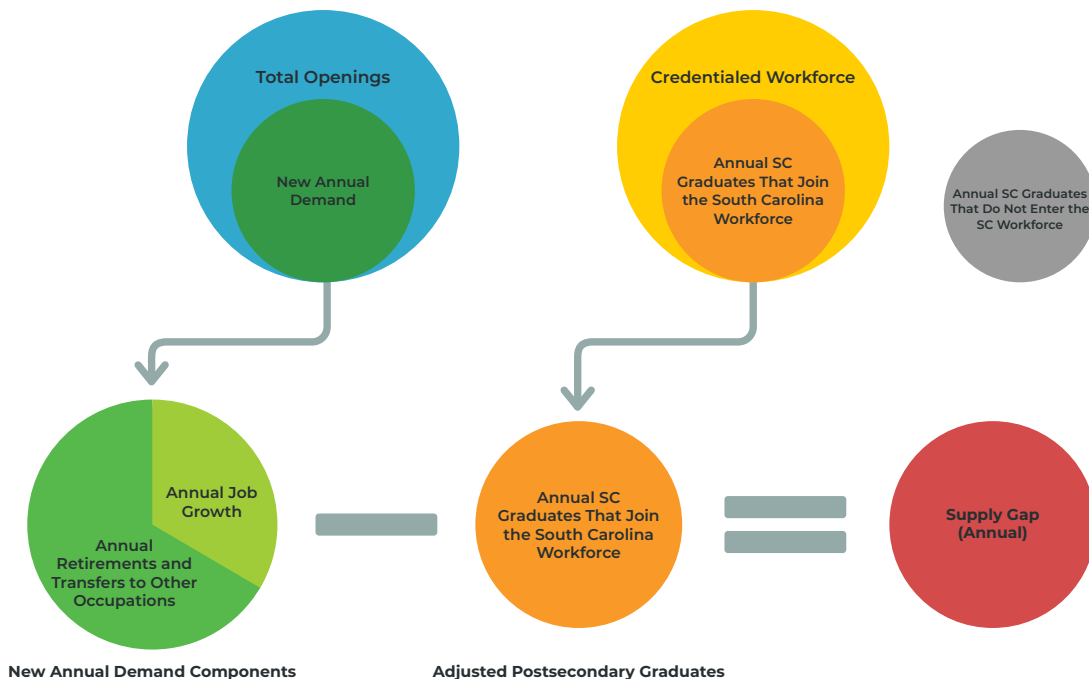 Total Openings
New Annual
Demand
Credentialed Workforce
Annual SC
Graduates That Join
the South Carolina
Workforce
Annual SC Graduates
That Do Not Enter the
SC Workforce
Annual Job
Growth
Annual
Retirements and
Transfers to Other
Occupations
Annual SC
Graduates That Join
the South Carolina
Workforce
Supply Gap
(Annual)
New Annual Demand Components
Adjusted Postsecondary Graduates